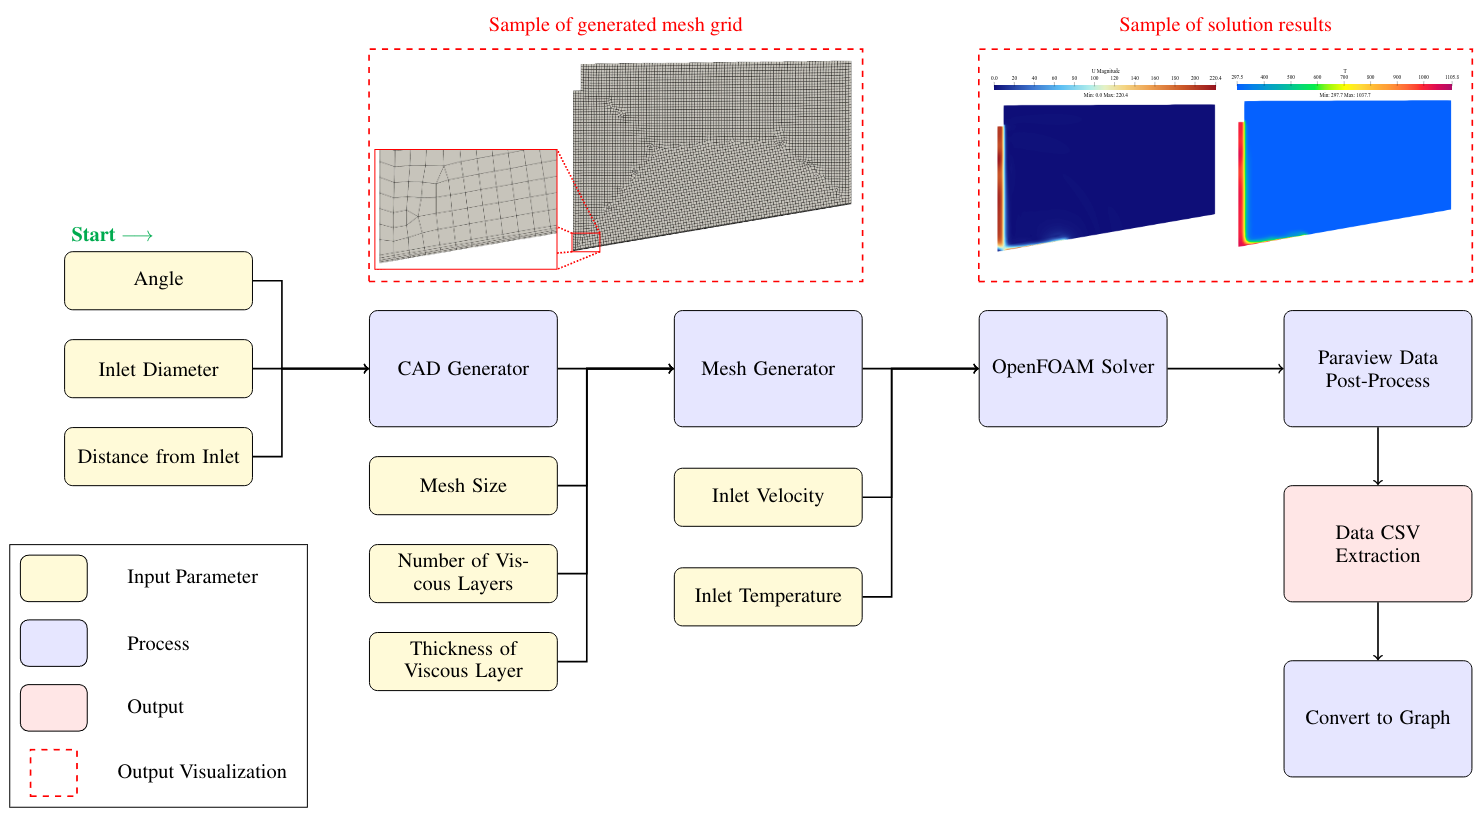 Sample of generated mesh grid
Sample of solution results
U Magnitude
0.0 20 40 60 80 100 120 140 160 180 200 220.4
Min: 0.0 Max: 220.4
T
297.5 400 500 600 700 800 900 1000 1105.1
Min: 297.7 Max: 1037.7
Start →
Angle
Inlet Diameter
Distance from Inlet
CAD Generator
Mesh Generator
OpenFOAM Solver
Paraview Data
Post-Process
Mesh Size
Number of Vis-
cous Layers
Thickness of
Viscous Layer
Inlet Velocity
Inlet Temperature
Data CSV
Extraction
Convert to Graph
Input Parameter
Process
Output
Output Visualization